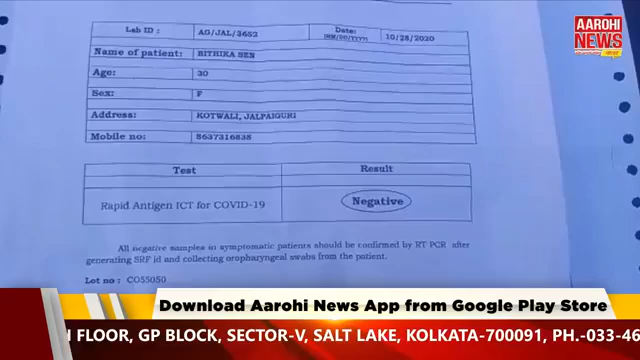 Lab ID : AG/JAL/3652 Date: (MM/DD/YYYY) 10/28/2020
Name of patient: BITHIKA SEN
Age: 30
Sex: F
Address: KOTWALI, JALPAIGURI
Mobile no: 8637316838
Test Result
Rapid Antigen ICT for COVID-19 Negative
All negative samples in symptomatic patients should be confirmed by RT PCR after
generating SRF id and collecting oropharyngeal swabs from the patient.
Lot no :
AAROHI
NEWS
Download Aarohi News App from Google Play Store
FLOOR, GP BLOCK, SECTOR-V, SALT LAKE, KOLKATA-700091, PH.-033-46